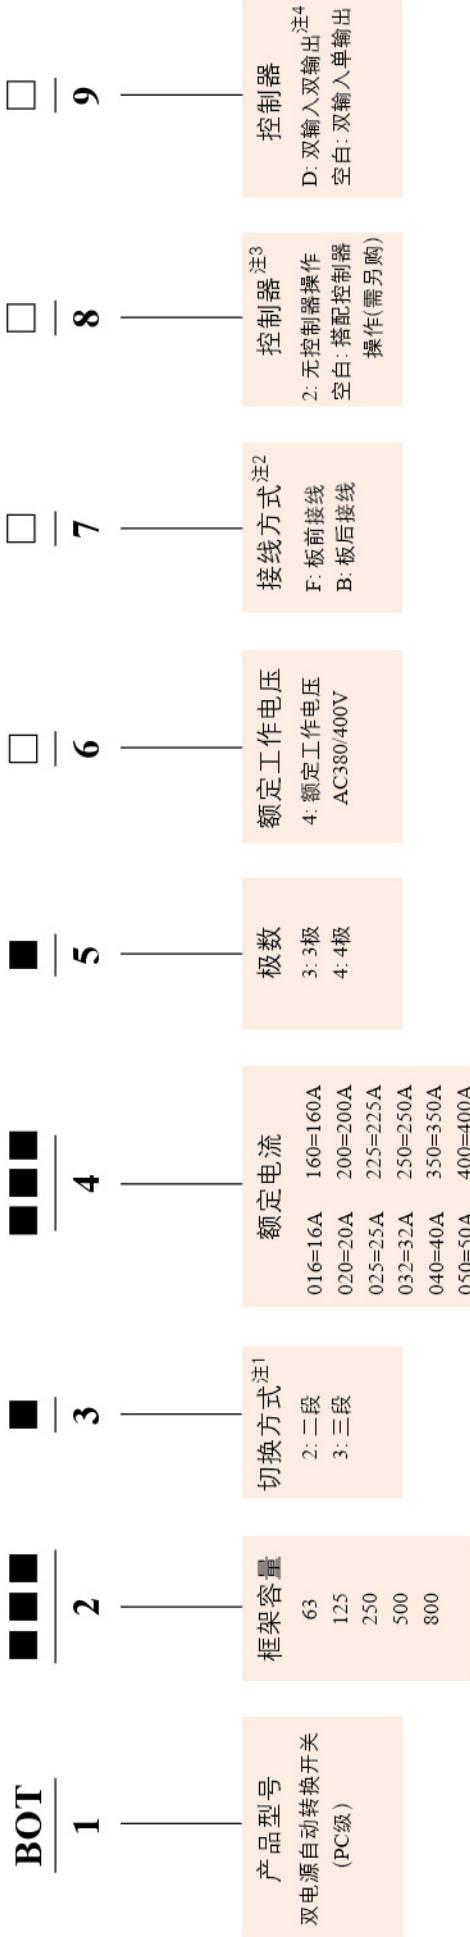 BOT
1
产品型号
双电源自动转换开关
(PC级)
2
框架容量
63
125
250
500
800
3
切换方式注1
2: 二段
3: 三段
4
额定电流
016=16A 160=160A
020=20A 200=200A
025=25A 225=225A
032=32A 250=250A
040=40A 350=350A
050=50A 400=400A
5
极数
3: 3极
4: 4极
6
额定工作电压
4: 额定工作电压
AC380/400V
7
接线方式注2
F: 板前接线
B: 板后接线
8
控制器注3
2: 无控制器操作
空白: 搭配控制器
操作(需另购)
9
控制器
D: 双输入双输出注4
空白: 双输入单输出